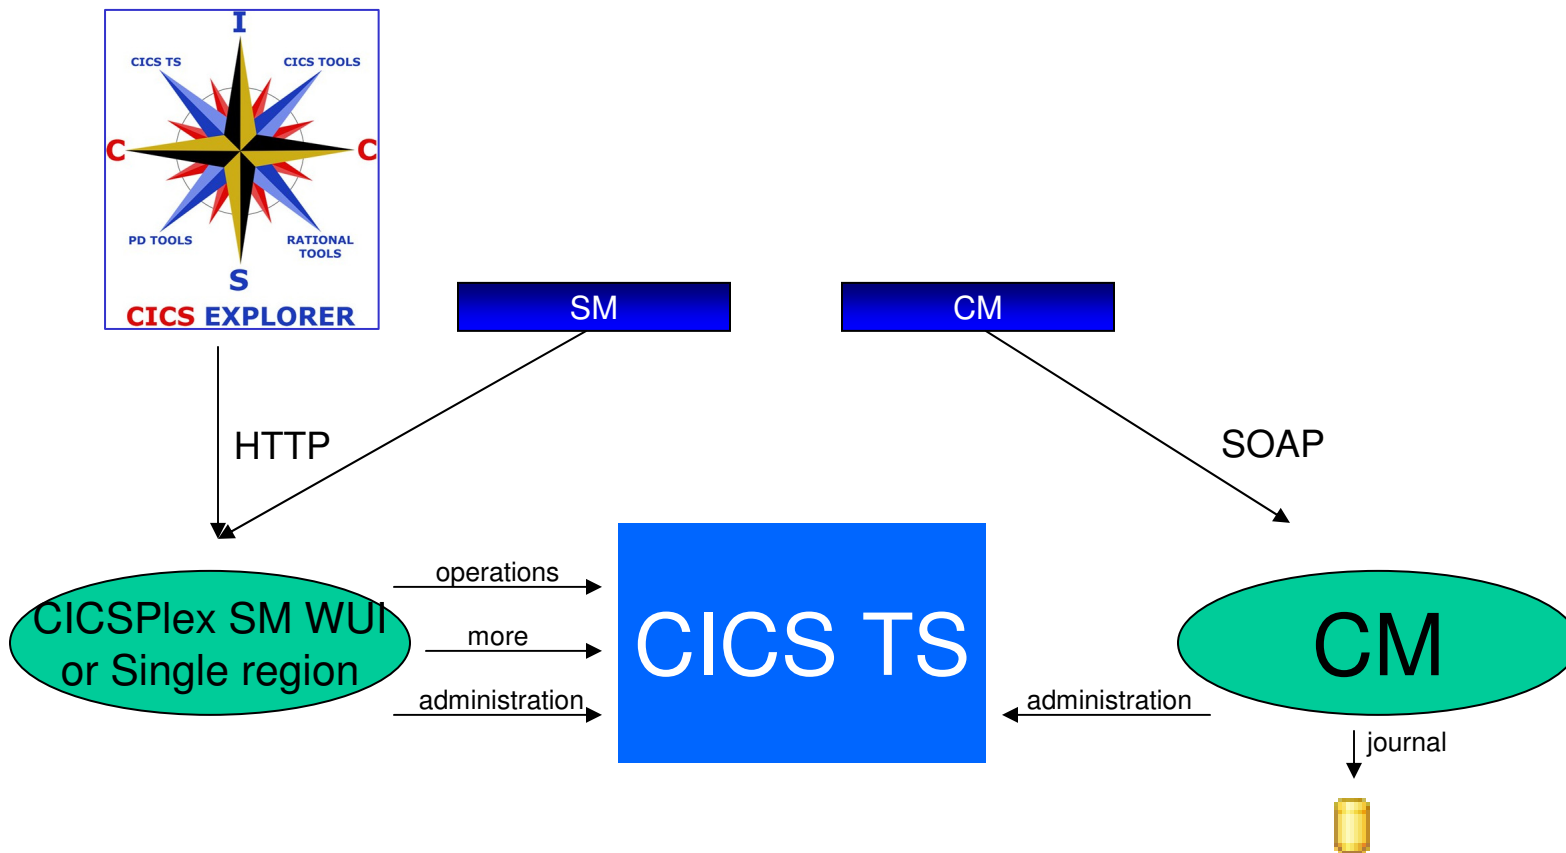 I
CICS TS
CICS TOOLS
C
C
PD TOOLS
RATIONAL
TOOLS
S
CICS EXPLORER
SM
CM
HTTP
SOAP
operations
CICSPlex SM WUI
or Single region
more
administration
CICS TS
CM
administration
journal